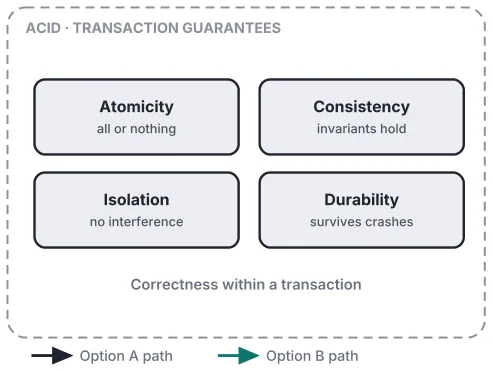 ACID · TRANSACTION GUARANTEES
Atomicity
all or nothing
Consistency
invariants hold
Isolation
no interference
Durability
survives crashes
Correctness within a transaction
Option A path
Option B path